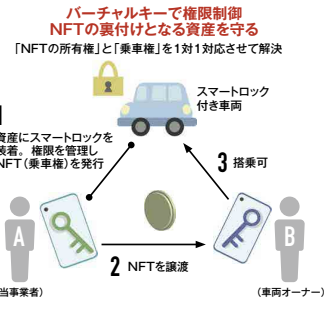 バーチャルキーで権限制御
NFTの裏付けとなる資産を守る
「NFTの所有権」と「乗車権」を1対1対応させて解決
スマートロック
付き車両
1
資産にスマートロックを
装着。権限を管理し
NFT(乗車権)を発行
3 搭乗可
A
B
2 NFTを譲渡
当事業者)
(車両オーナー)